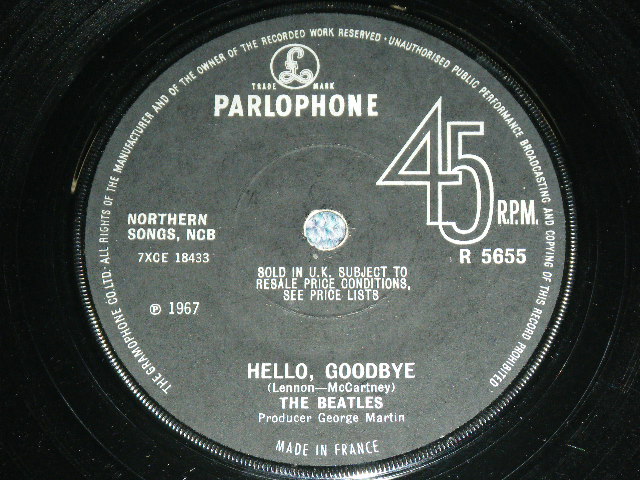 THE GRAMOPHONE CO. LTD. ALL RIGHTS OF THE MANUFACTURER AND OF THE OWNER OF THE RECORDED WORK RESERVED · UNAUTHORISED PUBLIC PERFORMANCE BROADCASTING AND COPYING OF THIS RECORD PROHIBITED
£
TRADE MARK
PARLOPHONE
45 R.P.M.
NORTHERN
SONGS, NCB
7XCE 18433
R 5655
SOLD IN U.K. SUBJECT TO
RESALE PRICE CONDITIONS,
SEE PRICE LISTS
℗ 1967
HELLO, GOODBYE
(Lennon—McCartney)
THE BEATLES
Producer George Martin
MADE IN FRANCE